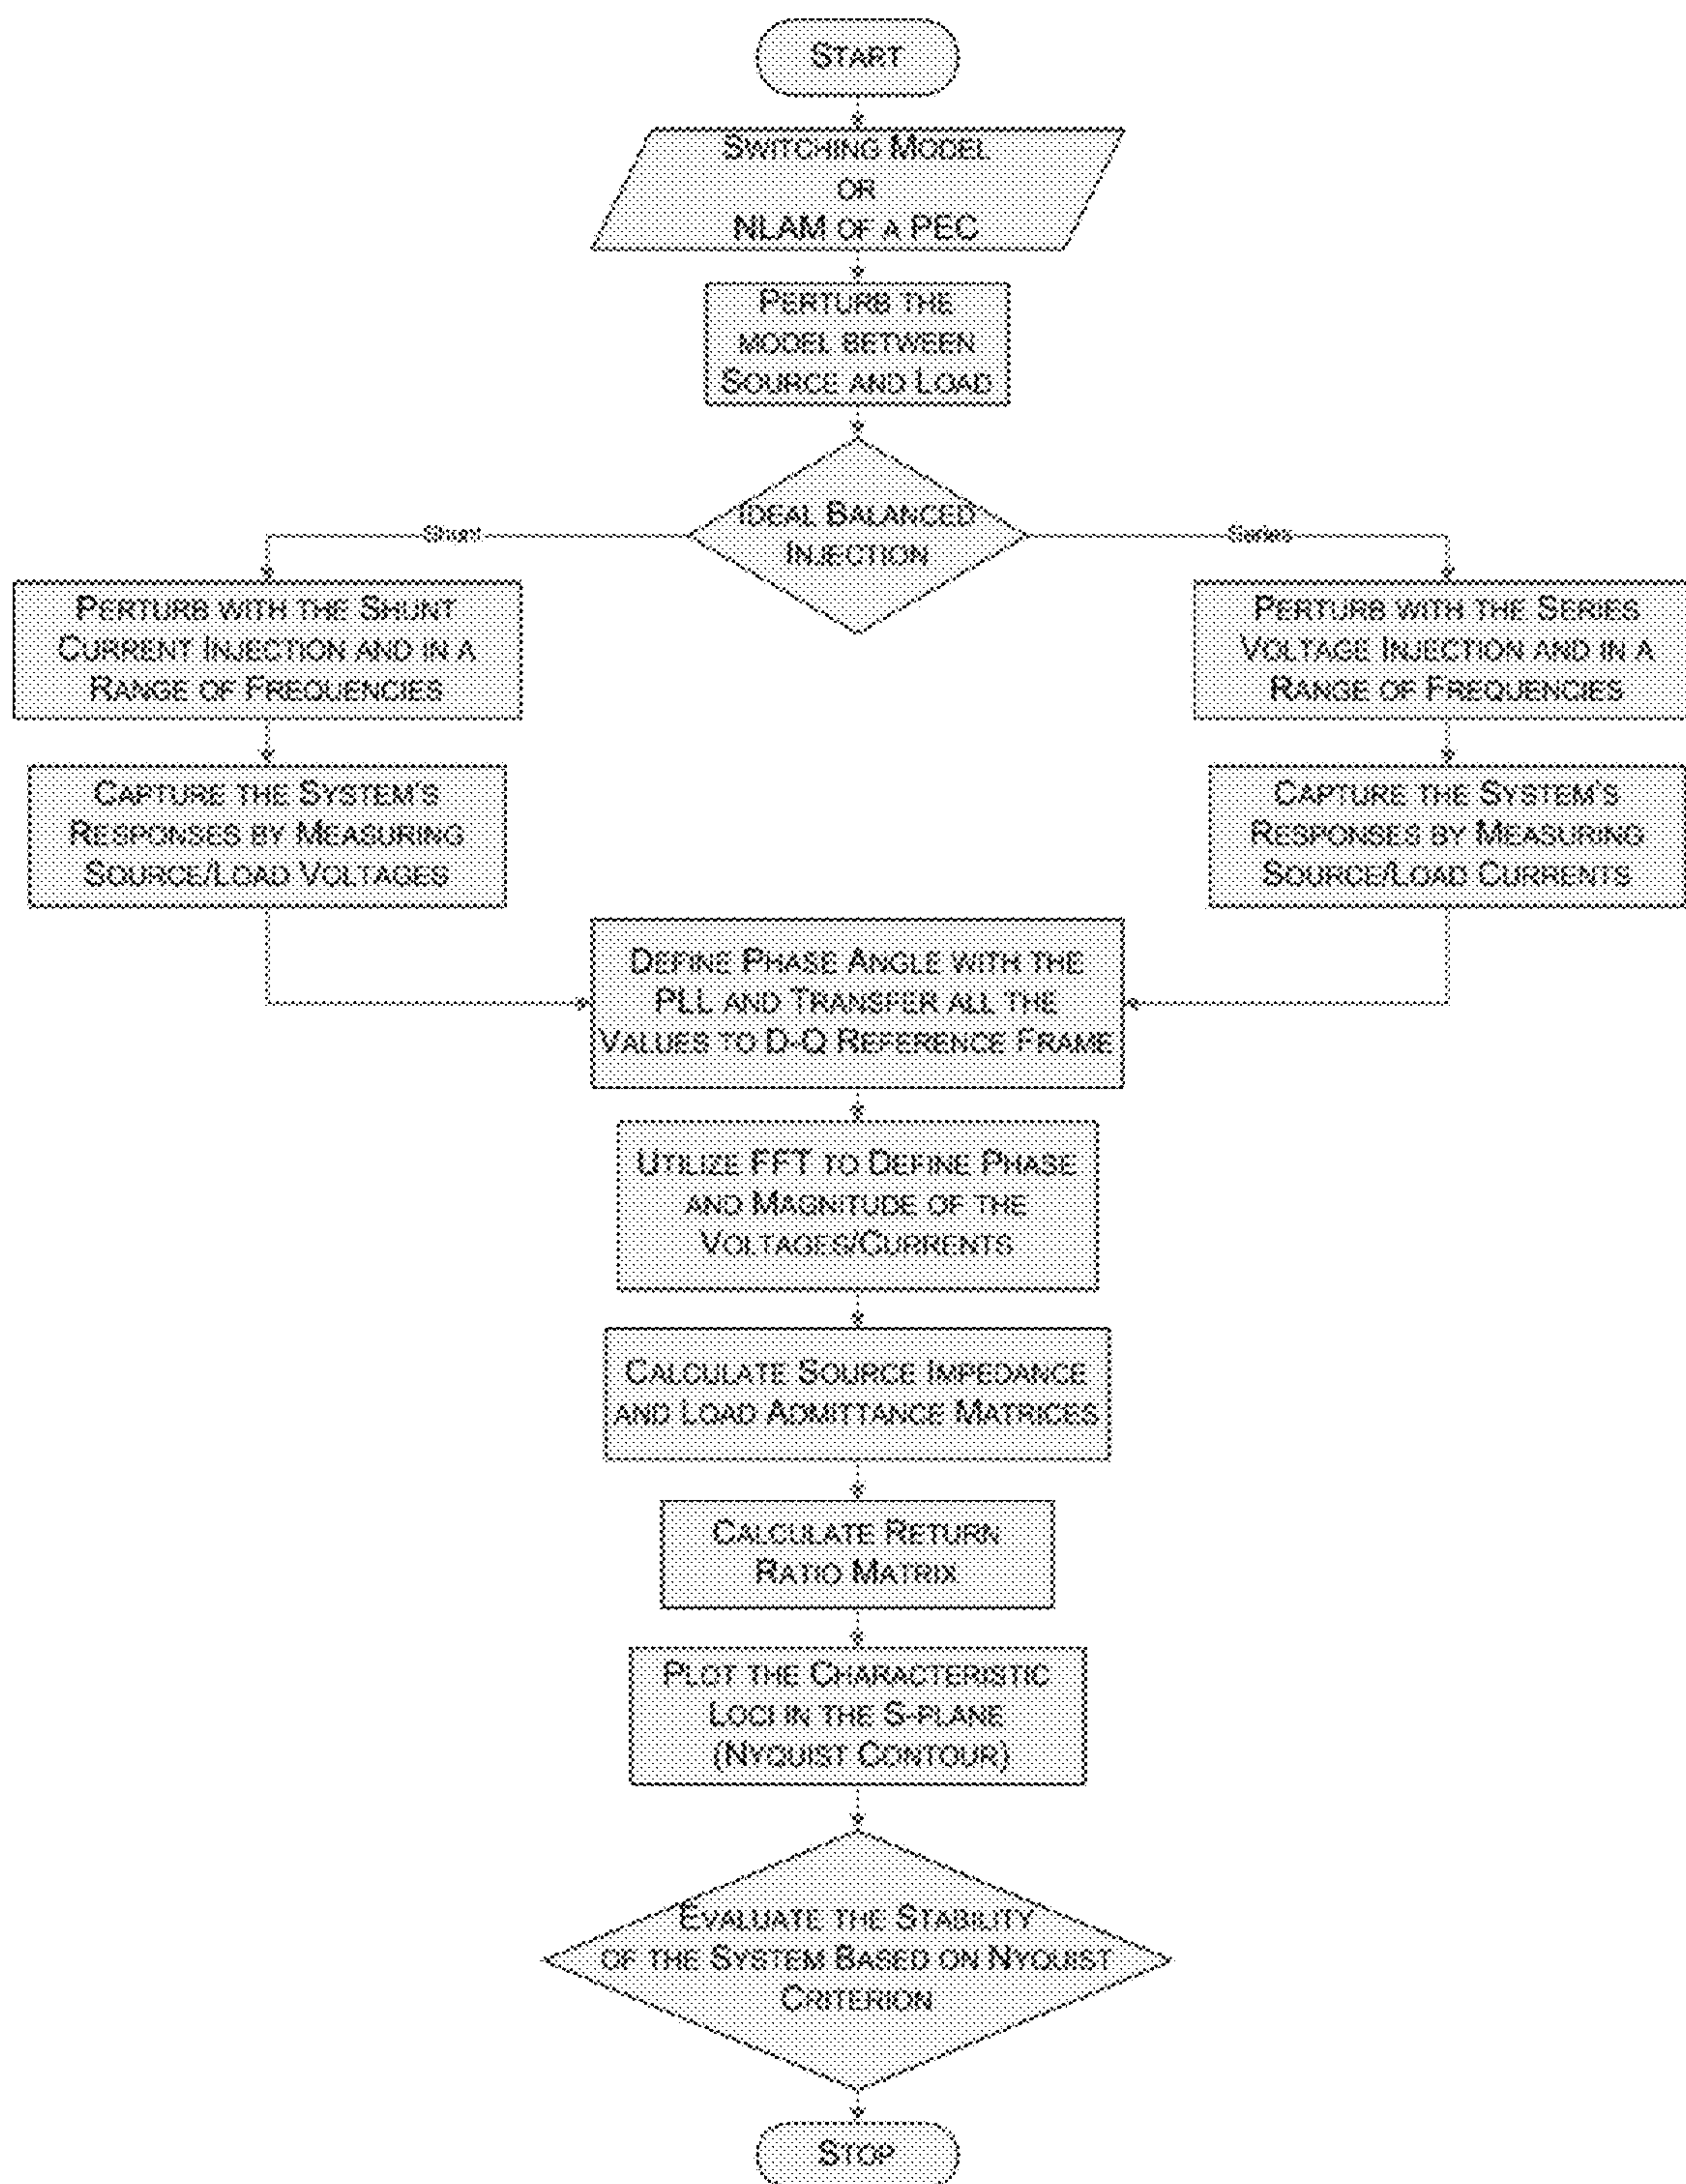 START
SWITCHING MODEL
OR
NLAM OF A PEC
PERTURB THE
MODEL BETWEEN
SOURCE AND LOAD
IDEAL BALANCED
INJECTION
Shunt
Series
PERTURB WITH THE SHUNT
CURRENT INJECTION AND IN A
RANGE OF FREQUENCIES
PERTURB WITH THE SERIES
VOLTAGE INJECTION AND IN A
RANGE OF FREQUENCIES
CAPTURE THE SYSTEM'S
RESPONSES BY MEASURING
SOURCE/LOAD VOLTAGES
CAPTURE THE SYSTEM'S
RESPONSES BY MEASURING
SOURCE/LOAD CURRENTS
DEFINE PHASE ANGLE WITH THE
PLL AND TRANSFER ALL THE
VALUES TO D-Q REFERENCE FRAME
UTILIZE FFT TO DEFINE PHASE
AND MAGNITUDE OF THE
VOLTAGES/CURRENTS
CALCULATE SOURCE IMPEDANCE
AND LOAD ADMITTANCE MATRICES
CALCULATE RETURN
RATIO MATRIX
PLOT THE CHARACTERISTIC
LOCI IN THE S-PLANE
(NYQUIST CONTOUR)
EVALUATE THE STABILITY
OF THE SYSTEM BASED ON NYQUIST
CRITERION
STOP